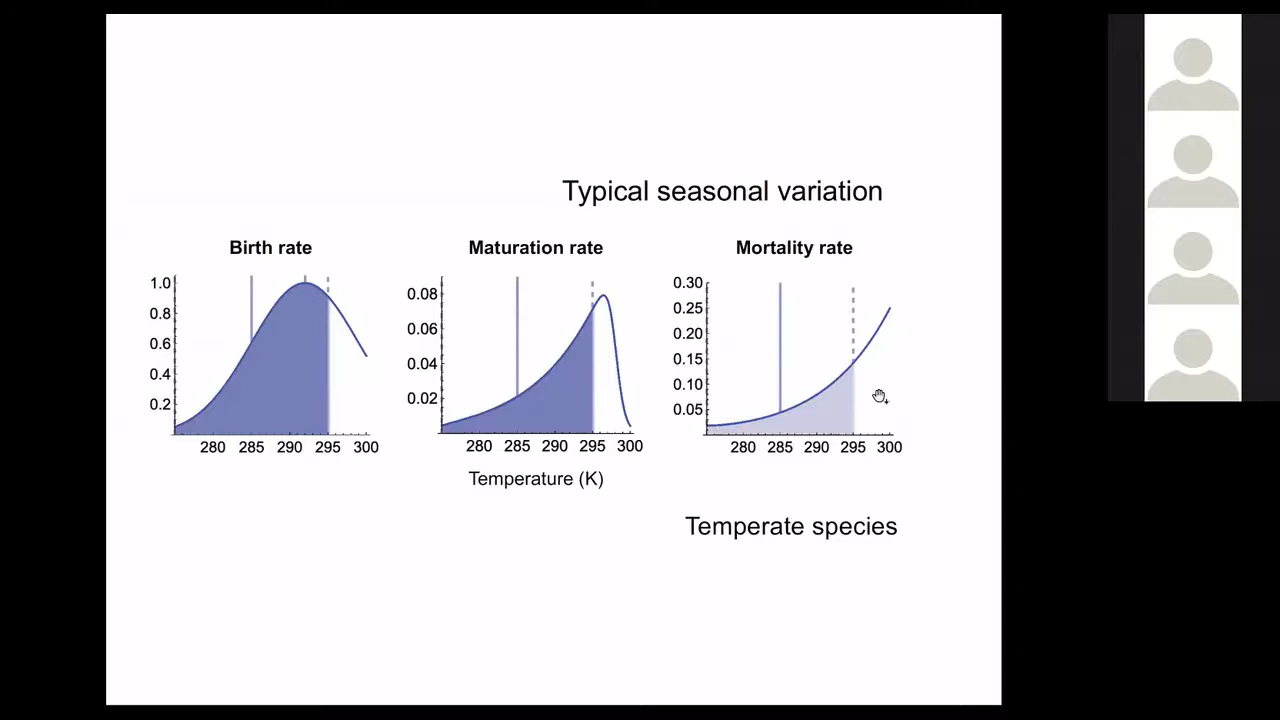 Typical seasonal variation
Birth rate
Maturation rate
Mortality rate
1.0
0.8
0.6
0.4
0.2
280 285 290 295 300
0.08
0.06
0.04
0.02
280 285 290 295 300
0.30
0.25
0.20
0.15
0.10
0.05
280 285 290 295 300
Temperature (K)
Temperate species